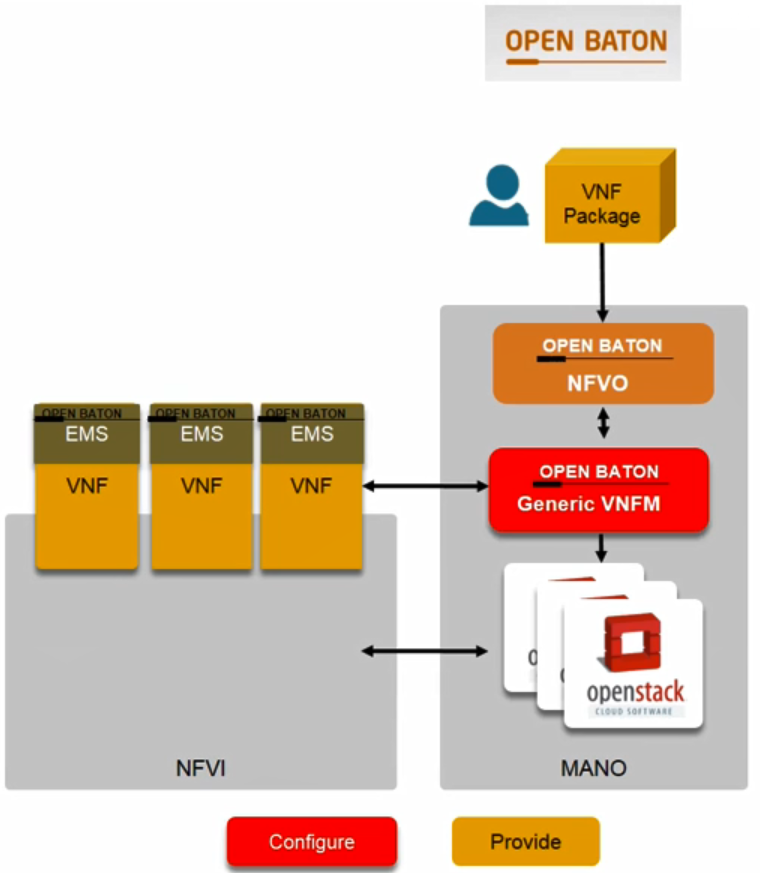 OPEN BATON
VNF
Package
OPEN BATON
NFVO
OPEN BATON
EMS
VNF
OPEN BATON
EMS
VNF
OPEN BATON
EMS
VNF
OPEN BATON
Generic VNFM
openstack
CLOUD SOFTWARE
NFVI
MANO
Configure
Provide